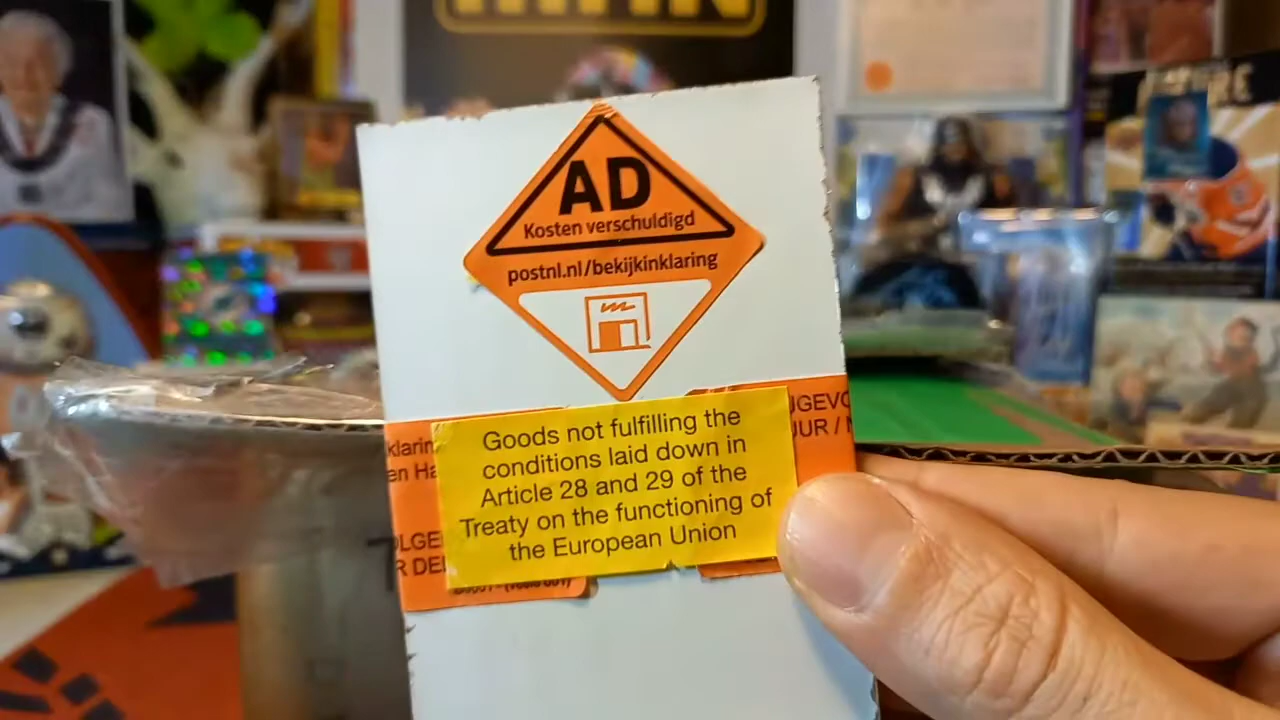 AD
Kosten verschuldigd
postnl.nl/bekijkinklaring
Goods not fulfilling the
conditions laid down in
Article 28 and 29 of the
Treaty on the functioning of
the European Union